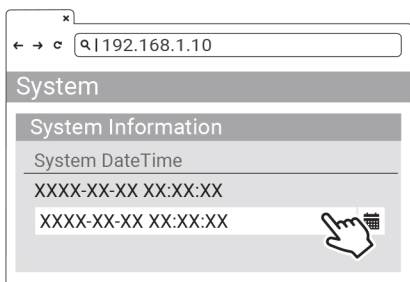 192.168.1.10
System
System Information
System DateTime
XXXX-XX-XX XX:XX:XX
XXXX-XX-XX XX:XX:XX